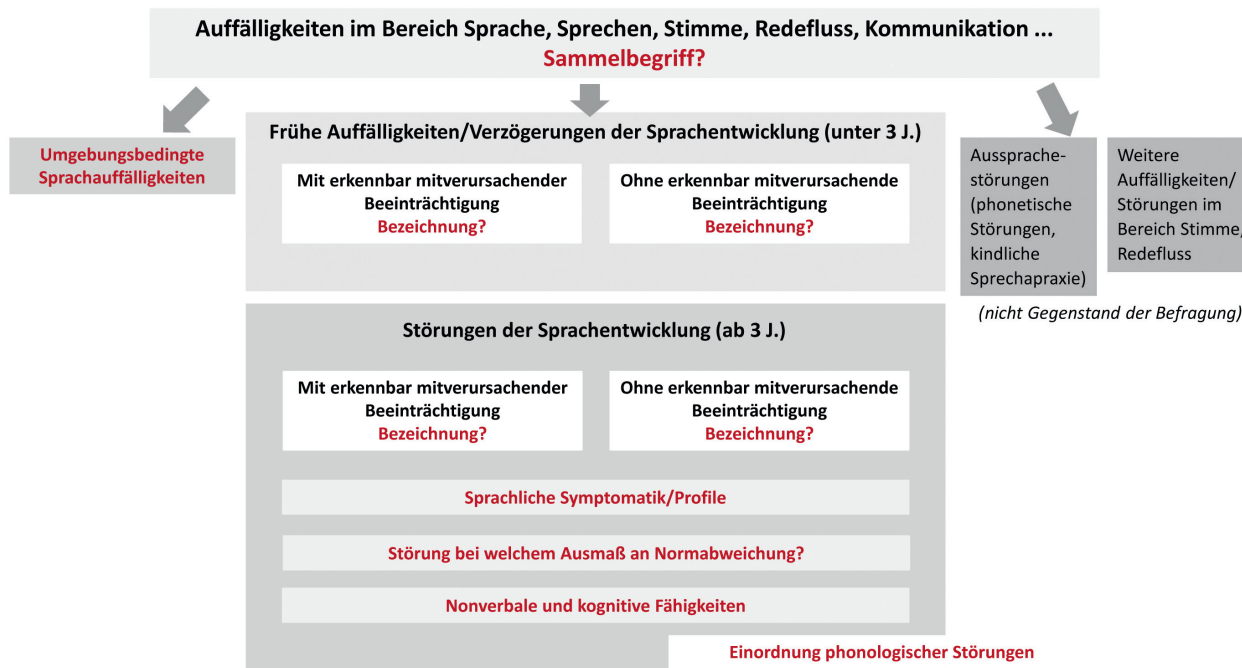 Auffälligkeiten im Bereich Sprache, Sprechen, Stimme, Redefluss, Kommunikation ...
Sammelbegriff?
Umgebungsbedingte
Sprachauffälligkeiten
Frühe Auffälligkeiten/Verzögerungen der Sprachentwicklung (unter 3 J.)
Mit erkennbar mitverursachender
Beeinträchtigung
Bezeichnung?
Ohne erkennbar mitverursachende
Beeinträchtigung
Bezeichnung?
Aussprache-
störungen
(phonetische
Störungen,
kindliche
Sprechapraxie)
Weitere
Auffälligkeiten/
Störungen im
Bereich Stimme,
Redefluss
(nicht Gegenstand der Befragung)
Störungen der Sprachentwicklung (ab 3 J.)
Mit erkennbar mitverursachender
Beeinträchtigung
Bezeichnung?
Ohne erkennbar mitverursachende
Beeinträchtigung
Bezeichnung?
Sprachliche Symptomatik/Profile
Störung bei welchem Ausmaß an Normabweichung?
Nonverbale und kognitive Fähigkeiten
Einordnung phonologischer Störungen